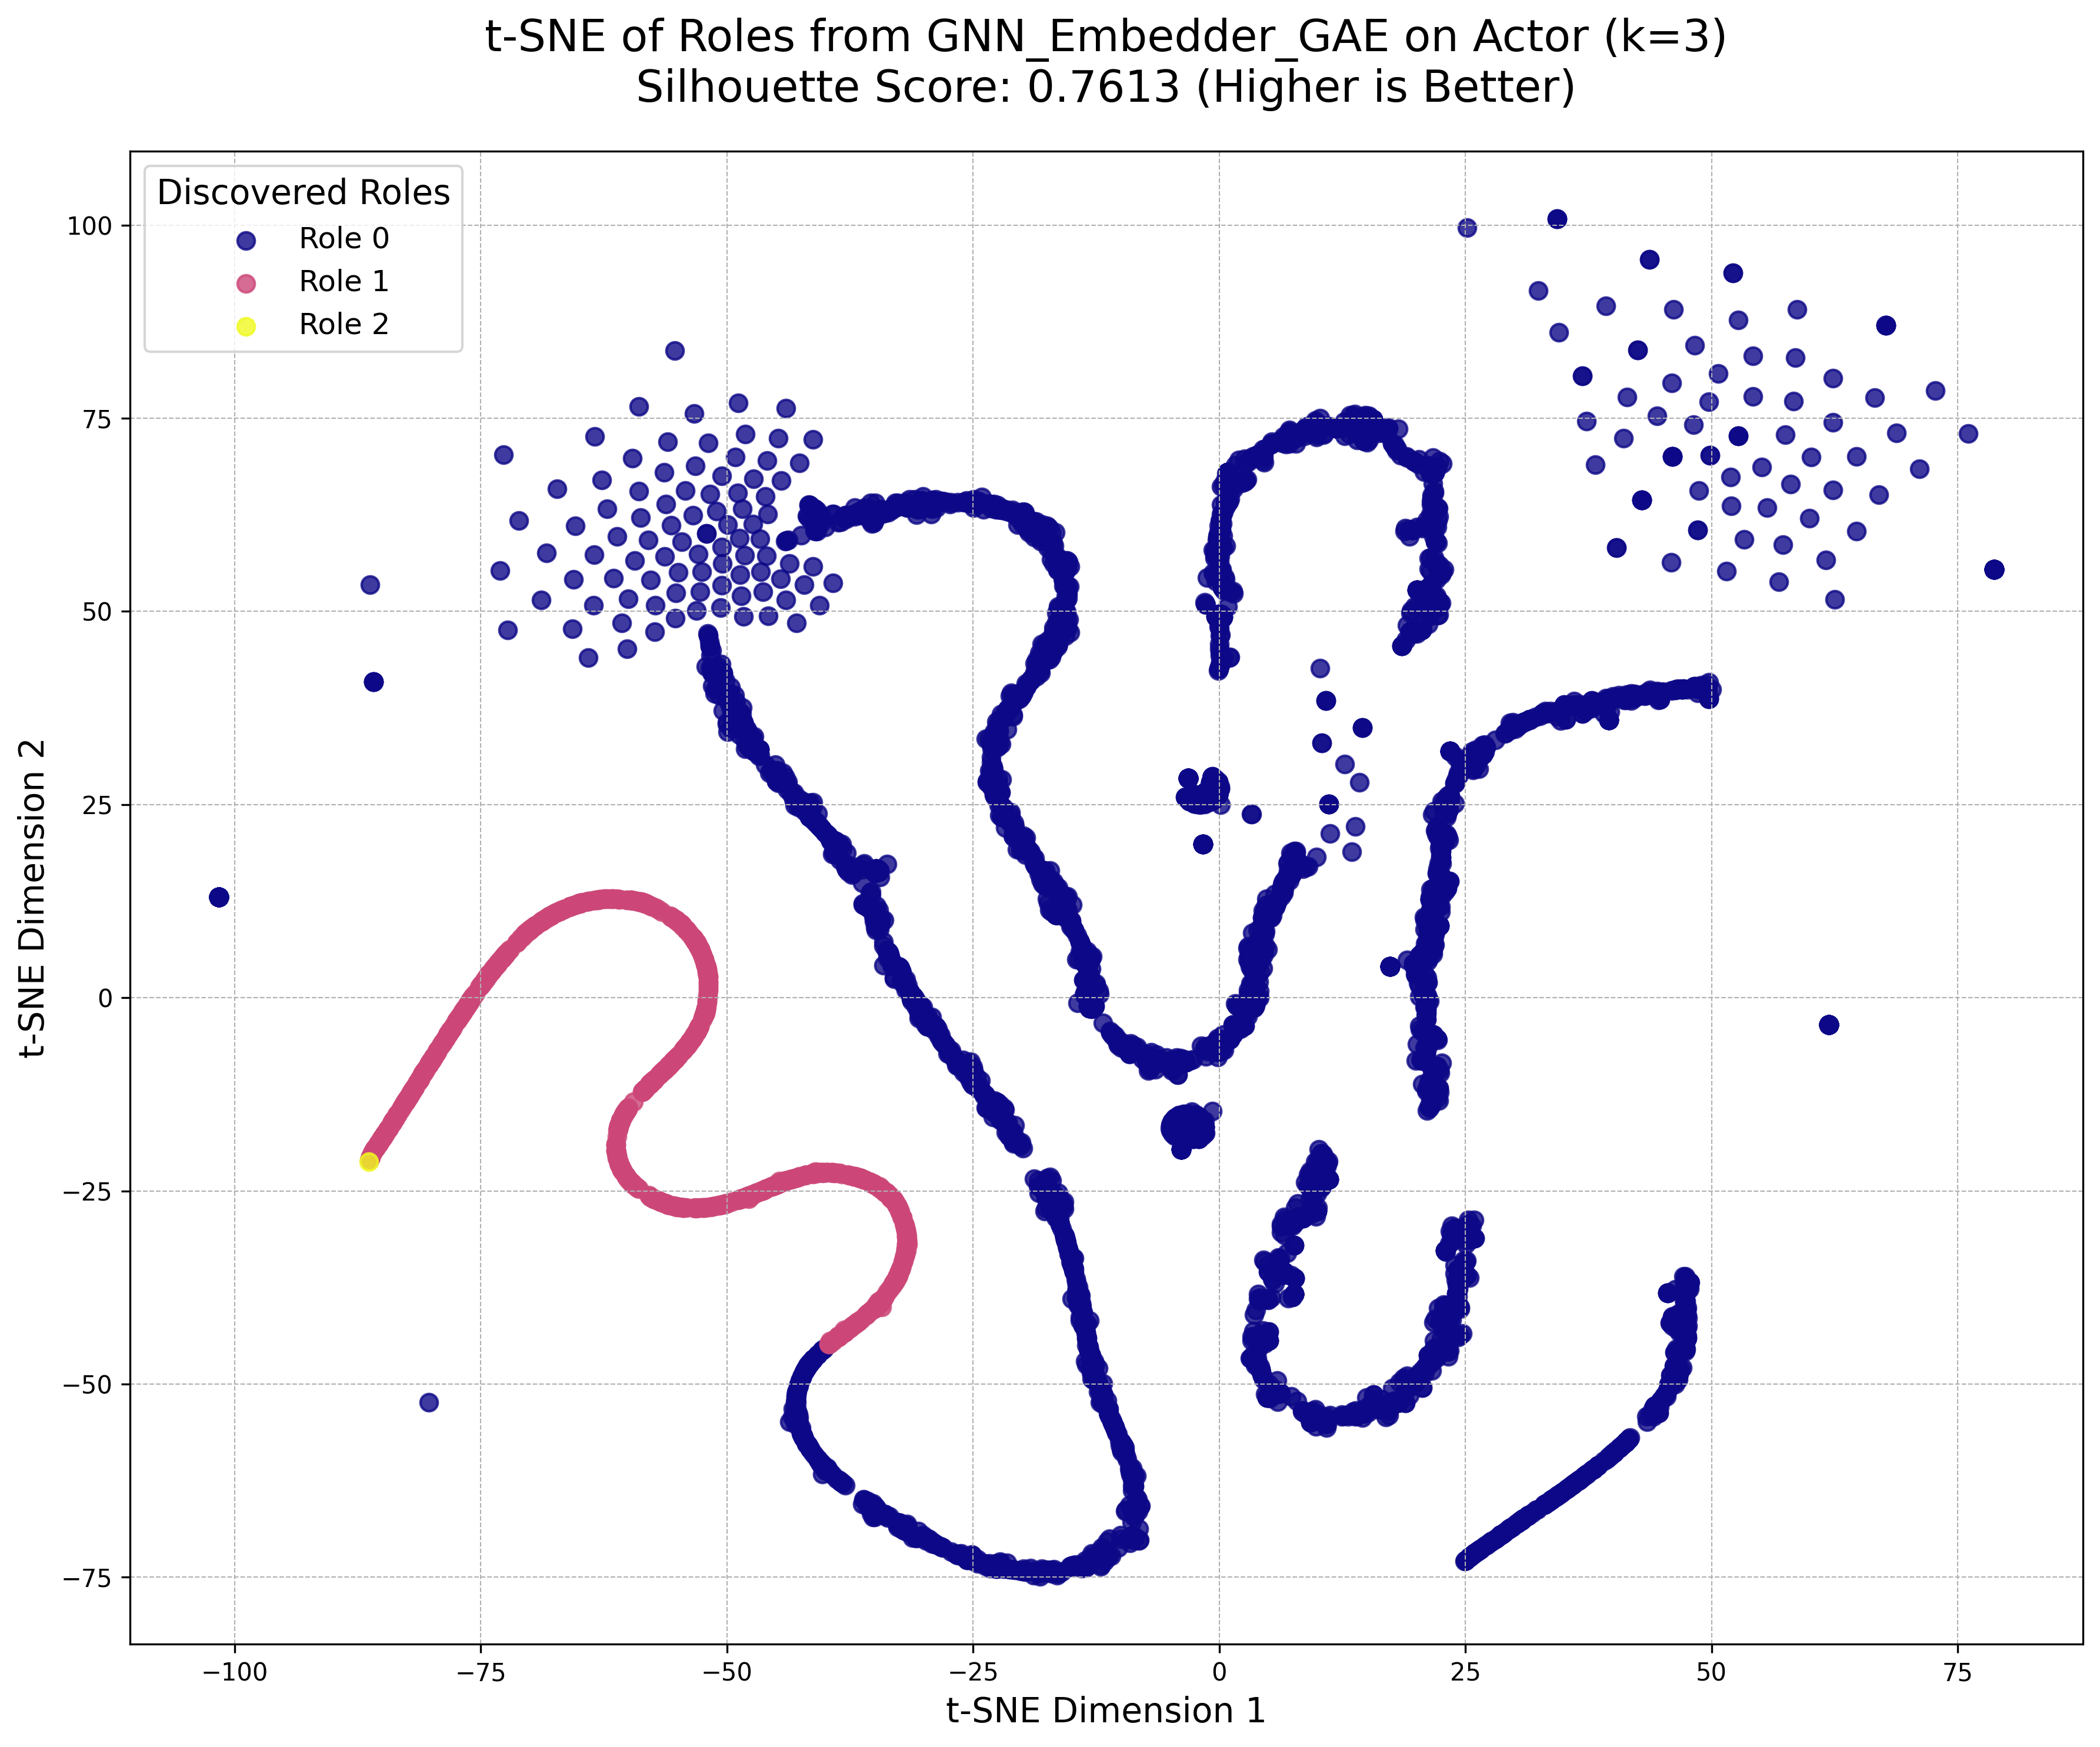 t-SNE of Roles from GNN_Embedder_GAE on Actor (k=3)
Silhouette Score: 0.7613 (Higher is Better)
Discovered Roles
Role 0
Role 1
Role 2
100
75
50
25
0
−25
−50
−75
t-SNE Dimension 2
−100
−75
−50
−25
0
25
50
75
t-SNE Dimension 1